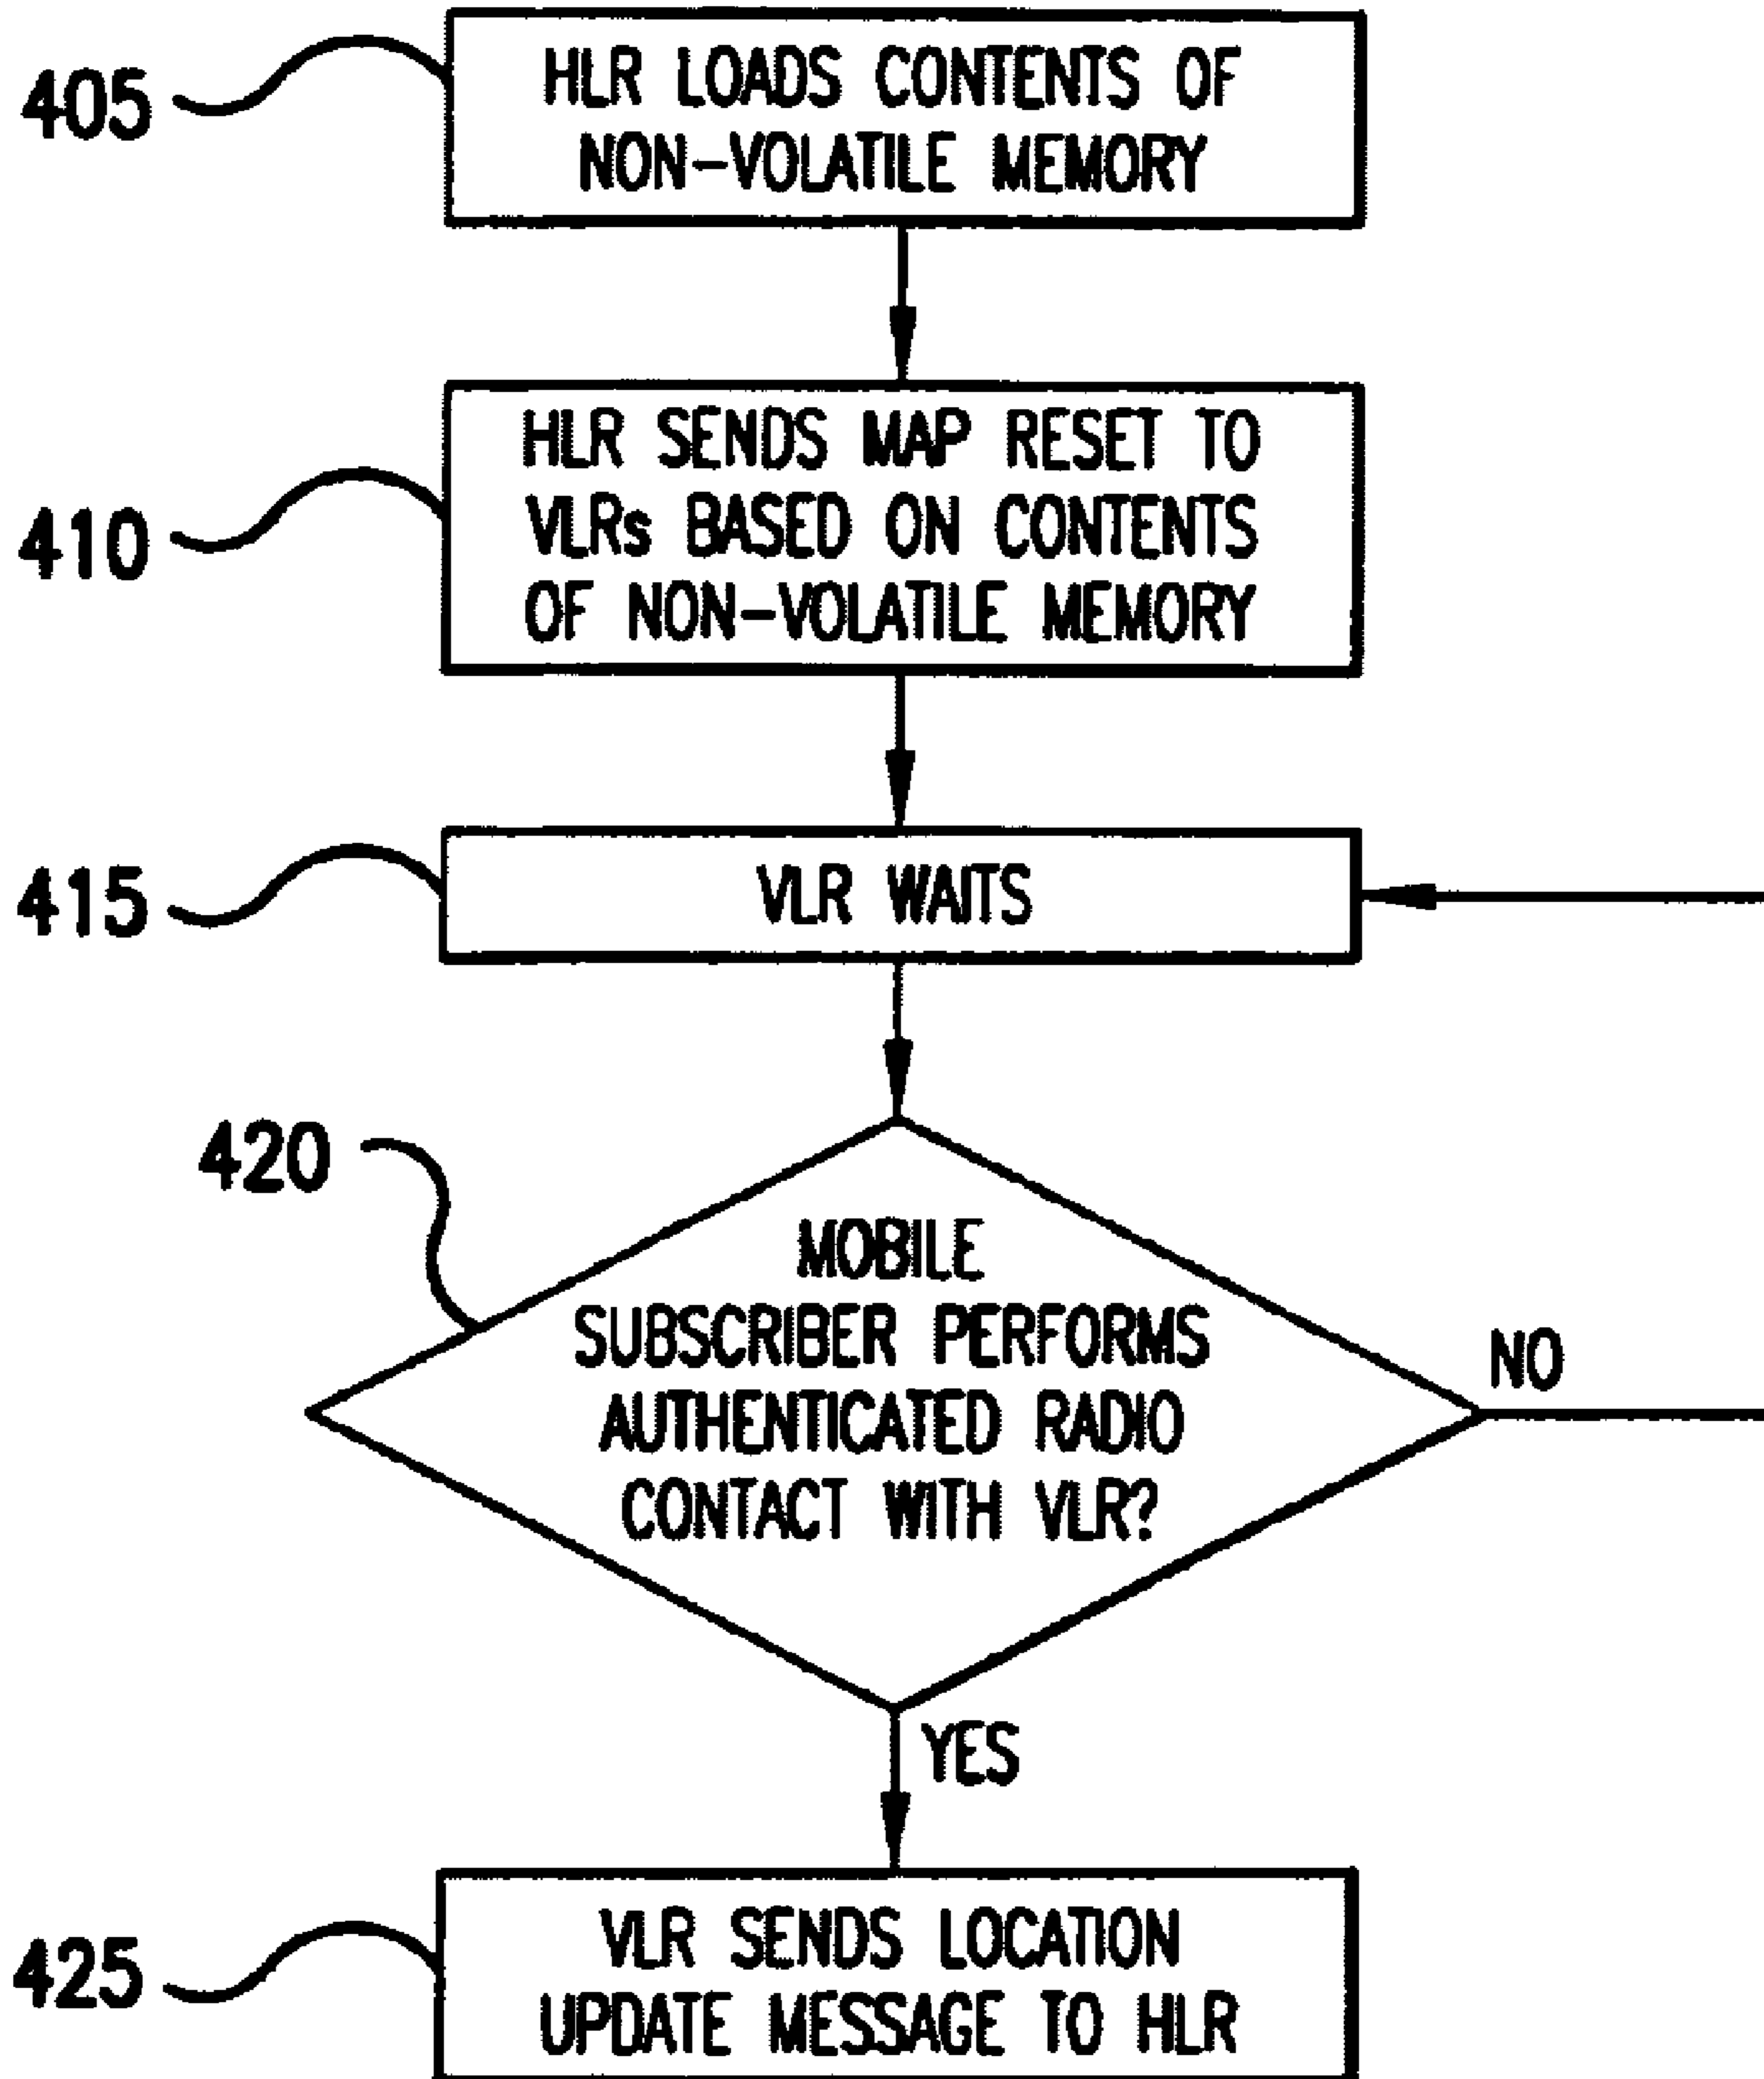 405
HLR LOADS CONTENTS OF
NON-VOLATILE MEMORY
410
HLR SENDS MAP RESET TO
VLRs BASED ON CONTENTS
OF NON-VOLATILE MEMORY
415
VLR WAITS
420
MOBILE
SUBSCRIBER PERFORMS
AUTHENTICATED RADIO
CONTACT WITH VLR?
NO
YES
425
VLR SENDS LOCATION
UPDATE MESSAGE TO HLR